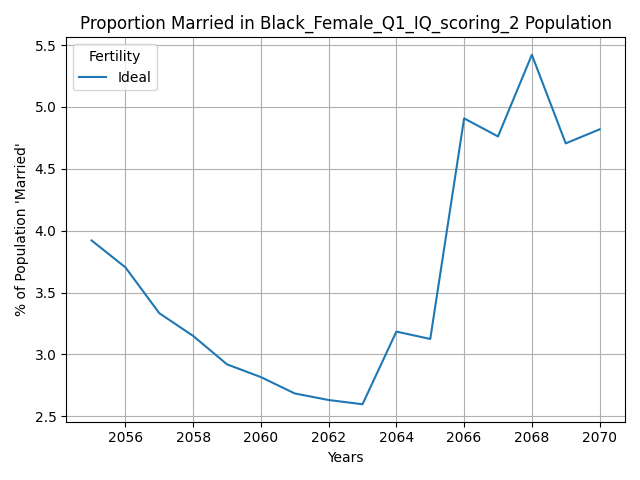 Proportion Married in Black_Female_Q1_IQ_scoring_2 Population
Fertility
Ideal
% of Population 'Married'
5.5
5.0
4.5
4.0
3.5
3.0
2.5
2056 2058 2060 2062 2064 2066 2068 2070
Years